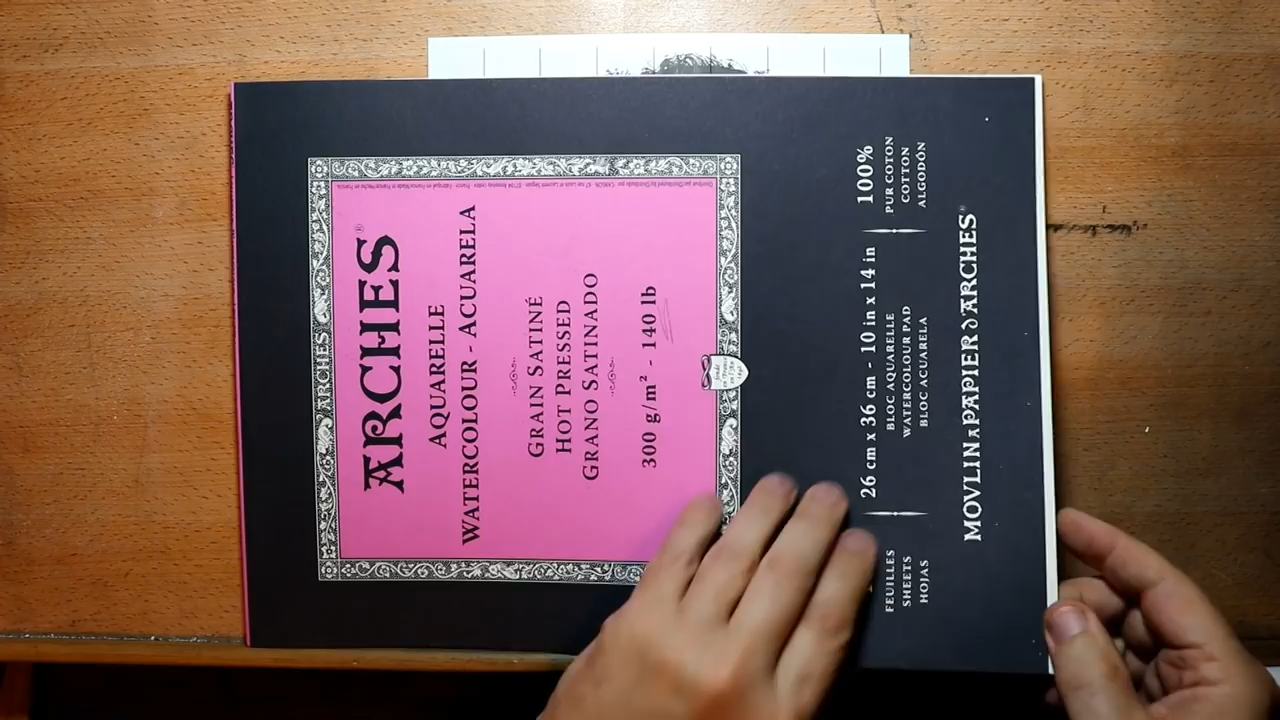 ARCHES®
AQUARELLE
WATERCOLOUR - ACUARELA
GRAIN SATINÉ
HOT PRESSED
GRANO SATINADO
300 g/m² - 140 lb
ARCHES ARCHES
FEUILLES
SHEETS
HOJAS
26 cm x 36 cm - 10 in x 14 in
BLOC AQUARELLE
WATERCOLOUR PAD
BLOC ACUARELA
100%
PUR COTON
COTTON
ALGODÓN
MOVLIN À PAPIER D'ARCHES®